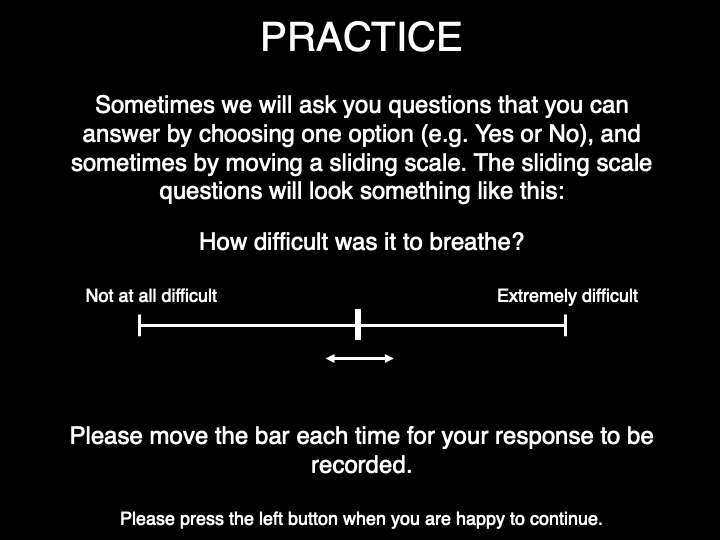 PRACTICE
Sometimes we will ask you questions that you can
answer by choosing one option (e.g. Yes or No), and
sometimes by moving a sliding scale. The sliding scale
questions will look something like this:
How difficult was it to breathe?
Not at all difficult
Extremely difficult
Please move the bar each time for your response to be
recorded.
Please press the left button when you are happy to continue.